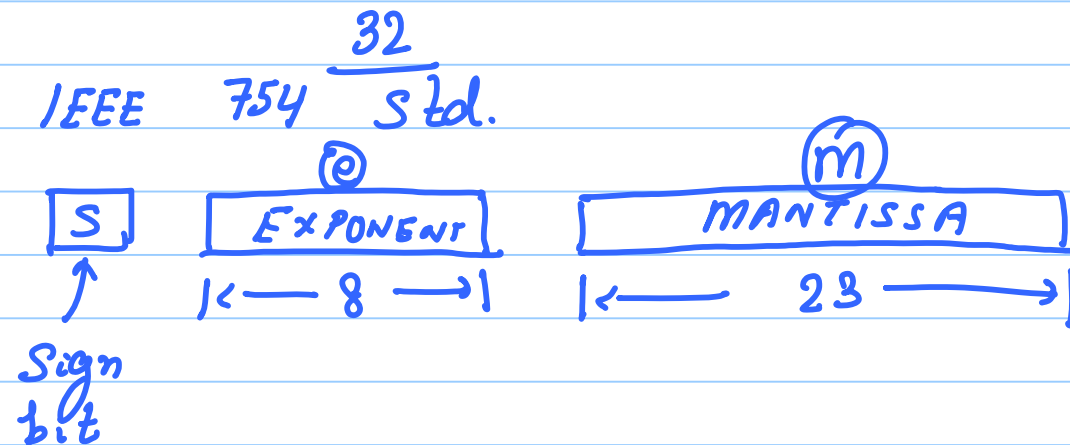 32
IEEE 754 Std.
e m
S EXPONENT MANTISSA
8 23
Sign
bit